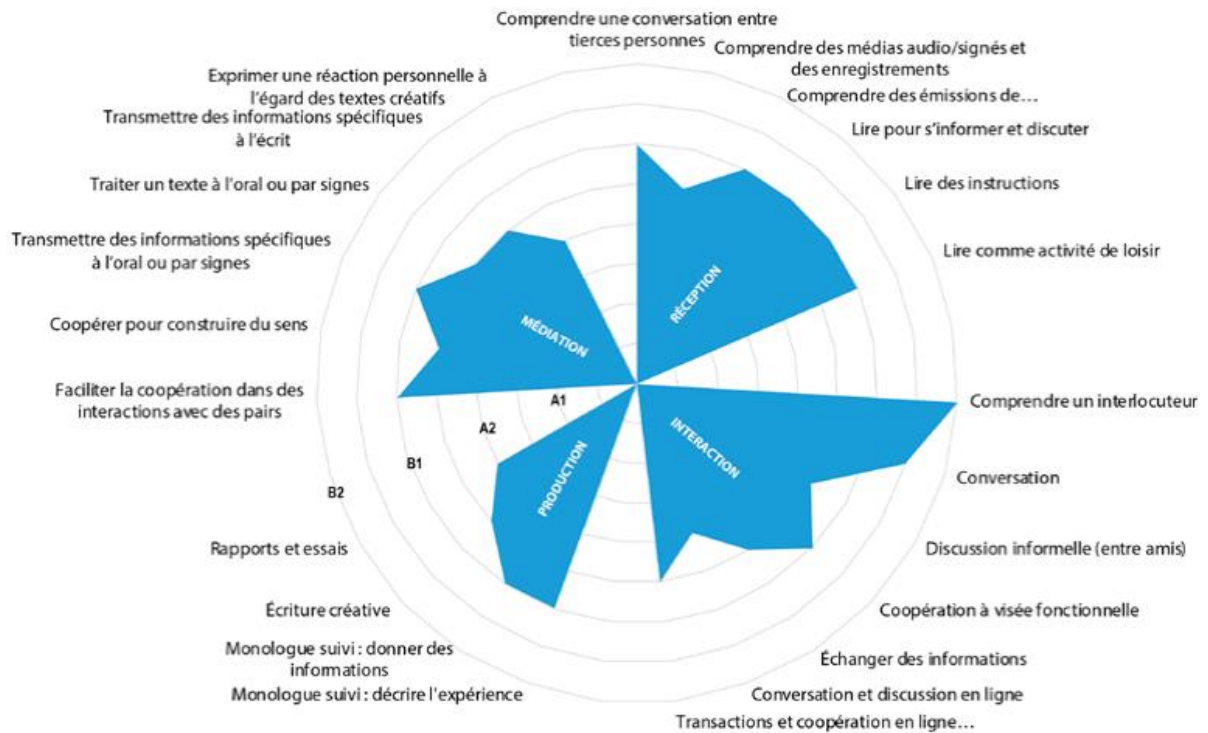 Comprendre une conversation entre
tierces personnes
Comprendre des médias audio/signés et
des enregistrements
Comprendre des émissions de…
Lire pour s'informer et discuter
Lire des instructions
Lire comme activité de loisir
Comprendre un interlocuteur
Conversation
Discussion informelle (entre amis)
Coopération à visée fonctionnelle
Échanger des informations
Conversation et discussion en ligne
Transactions et coopération en ligne…
Monologue suivi : décrire l'expérience
Monologue suivi : donner des
informations
Écriture créative
Rapports et essais
Faciliter la coopération dans des
interactions avec des pairs
Coopérer pour construire du sens
Transmettre des informations spécifiques
à l'oral ou par signes
Traiter un texte à l'oral ou par signes
Transmettre des informations spécifiques
à l'écrit
Exprimer une réaction personnelle à
l'égard des textes créatifs
RÉCEPTION
INTERACTION
PRODUCTION
MÉDIATION
A1
A2
B1
B2